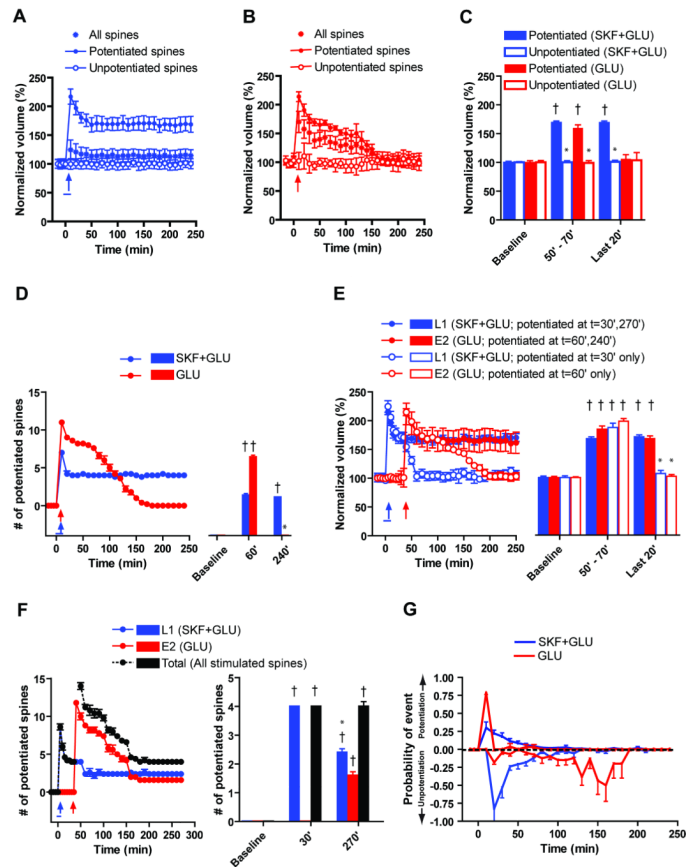 A
All spines
Potentiated spines
Unpotentiated spines
Normalized volume (%)
250
200
150
100
50
0
0 50 100 150 200 250
Time (min)
B
All spines
Potentiated spines
Unpotentiated spines
Normalized volume (%)
250
200
150
100
50
0
0 50 100 150 200 250
Time (min)
C
Potentiated (SKF+GLU)
Unpotentiated (SKF+GLU)
Potentiated (GLU)
Unpotentiated (GLU)
Normalized volume (%)
200
150
100
50
† † †
* * *
Baseline
50' - 70'
Last 20'
D
SKF+GLU
GLU
# of potentiated spines
15
10
5
0
0 50 100 150 200 250
Time (min)
†† †
*
Baseline
60'
240'
E
L1 (SKF+GLU; potentiated at t=30',270')
E2 (GLU; potentiated at t=60',240')
L1 (SKF+GLU; potentiated at t=30' only)
E2 (GLU; potentiated at t=60' only)
Normalized volume (%)
250
200
150
100
50
0
0 50 100 150 200 250
Time (min)
†††† ††
* *
Baseline
50' - 70'
Last 20'
F
L1 (SKF+GLU)
E2 (GLU)
Total (All stimulated spines)
# of potentiated spines
15
10
5
0
0 50 100 150 200 250 300
Time (min)
# of potentiated spines
5
4
3
2
1
0
† † †
*
†
†
Baseline
30'
270'
G
SKF+GLU
GLU
Probability of event
Potentiation
Unpotentiation
1.00
0.75
0.50
0.25
0.00
-0.25
-0.50
-0.75
-1.00
0 50 100 150 200 250
Time (min)